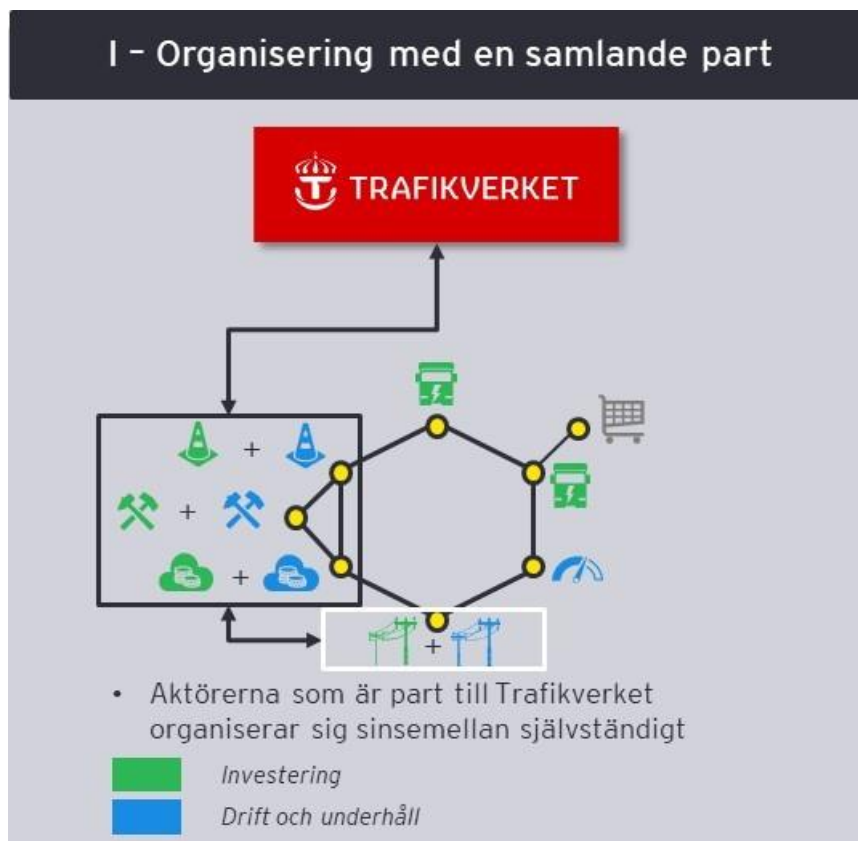 I – Organisering med en samlande part
TRAFIKVERKET
+
+
+
+
• Aktörerna som är part till Trafikverket
organiserar sig sinsemellan självständigt
Investering
Drift och underhåll